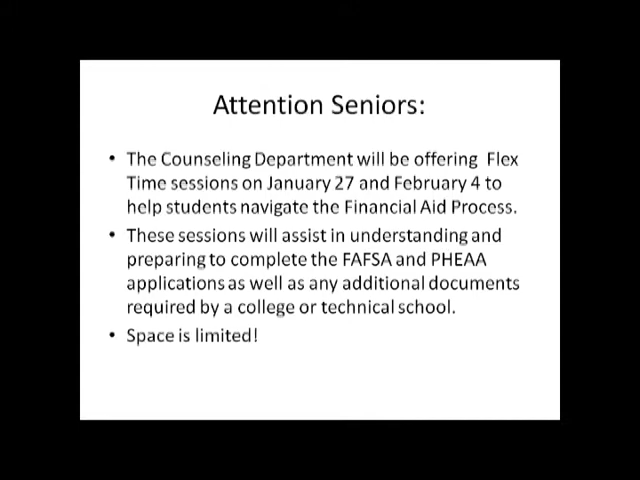 Attention Seniors:
• The Counseling Department will be offering  Flex
Time sessions on January 27 and February 4 to
help students navigate the Financial Aid Process.
• These sessions will assist in understanding and
preparing to complete the FAFSA and PHEAA
applications as well as any additional documents
required by a college or technical school.
• Space is limited!